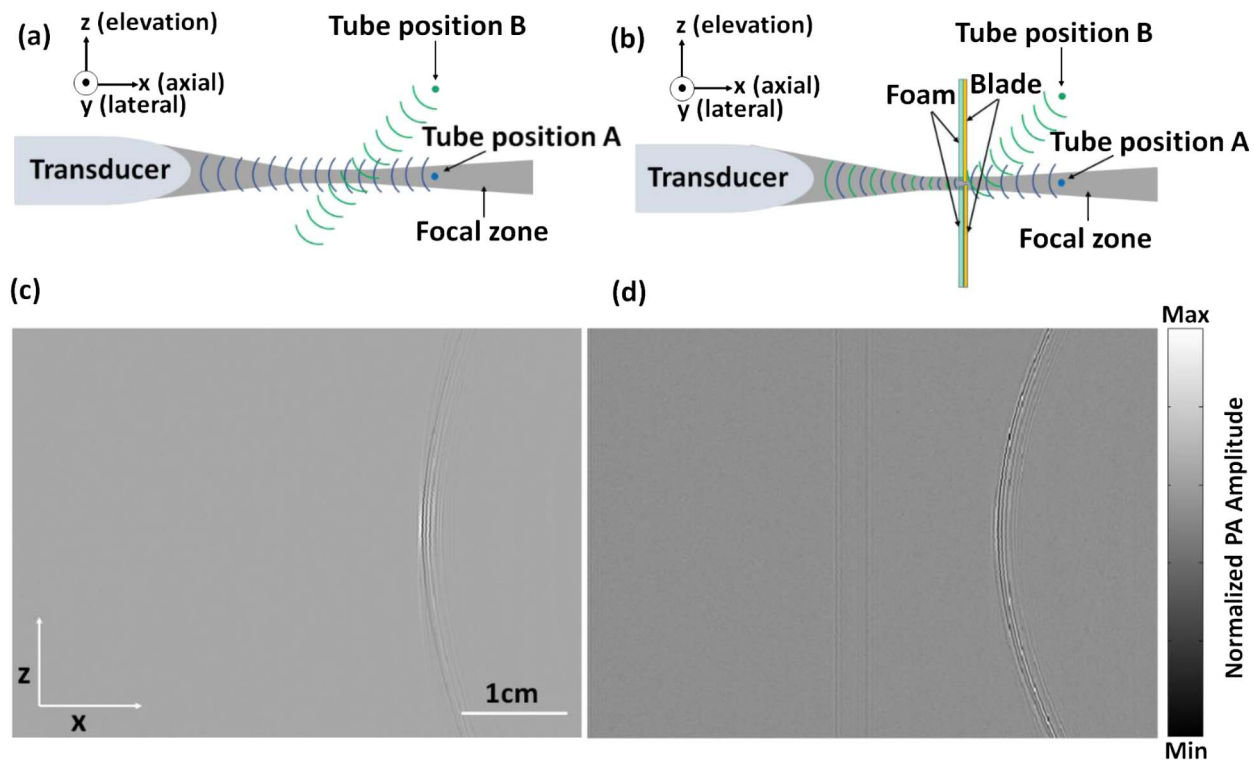 (a)
z (elevation)
x (axial)
y (lateral)
Tube position B
Tube position A
Transducer
Focal zone
(b)
z (elevation)
x (axial)
y (lateral)
Tube position B
Foam
Blade
Tube position A
Transducer
Focal zone
(c)
z
x
1cm
(d)
Max
Normalized PA Amplitude
Min